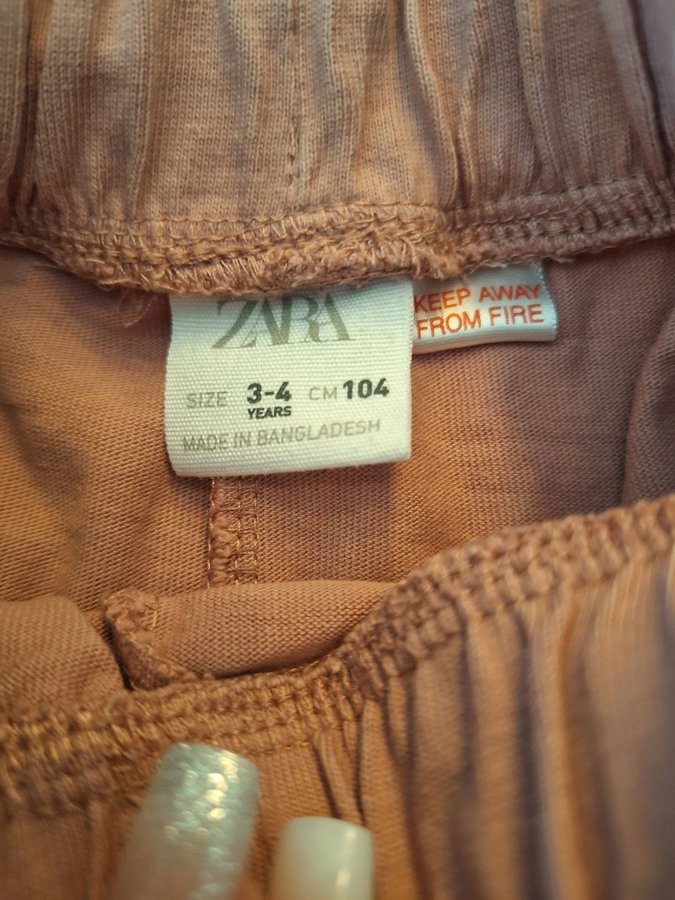 ZARA
SIZE 3-4 YEARS CM 104
MADE IN BANGLADESH
KEEP AWAY
FROM FIRE